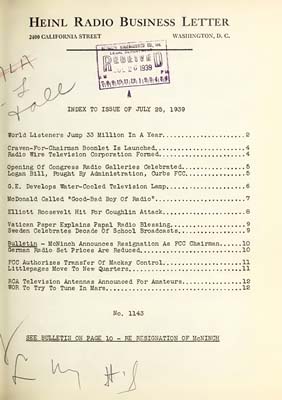 HEINL RADIO BUSINESS LETTER
2400 CALIFORNIA STREET WASHINGTON, D. C.
RECEIVED
1939
INDEX TO ISSUE OF JULY 25, 1939
World Listeners Jump 33 Million In A Year....................2
Craven-For-Chairman Boomlet Is Launched......................4
Radio Wire Television Corporation Formed.....................4
Opening Of Congress Radio Galleries Celebrated...............5
Logan Bill, Fought By Administration, Curbs FCC..............5
G.E. Develops Water-Cooled Television Lamp...................6
McDonald Called "Good-Bad Boy Of Radio"......................7
Elliott Roosevelt Hit For Coughlin Attack....................8
Vatican Paper Explains Papal Radio Blessing..................9
Sweden Celebrates Decade Of School Broadcasts................9
Bulletin - McNinch Announces Resignation As FCC Chairman.....10
German Radio Set Prices Are Reduced..........................10
FCC Authorizes Transfer Of Mackay Control....................11
Littlepages Move To New Quarters.............................11
RCA Television Antennas Announced For Amateurs...............12
WOR To Try To Tune In Mars...................................12
No. 1143
SEE BULLETIN ON PAGE 10 - RE RESIGNATION OF McNINCH